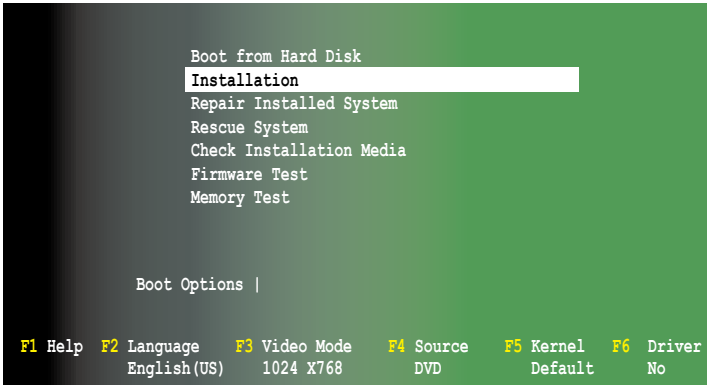 Boot from Hard Disk
Installation
Repair Installed System
Rescue System
Check Installation Media
Firmware Test
Memory Test
Boot Options |
F1 Help F2 Language F3 Video Mode F4 Source F5 Kernel F6 Driver
English(US) 1024 X768 DVD Default No